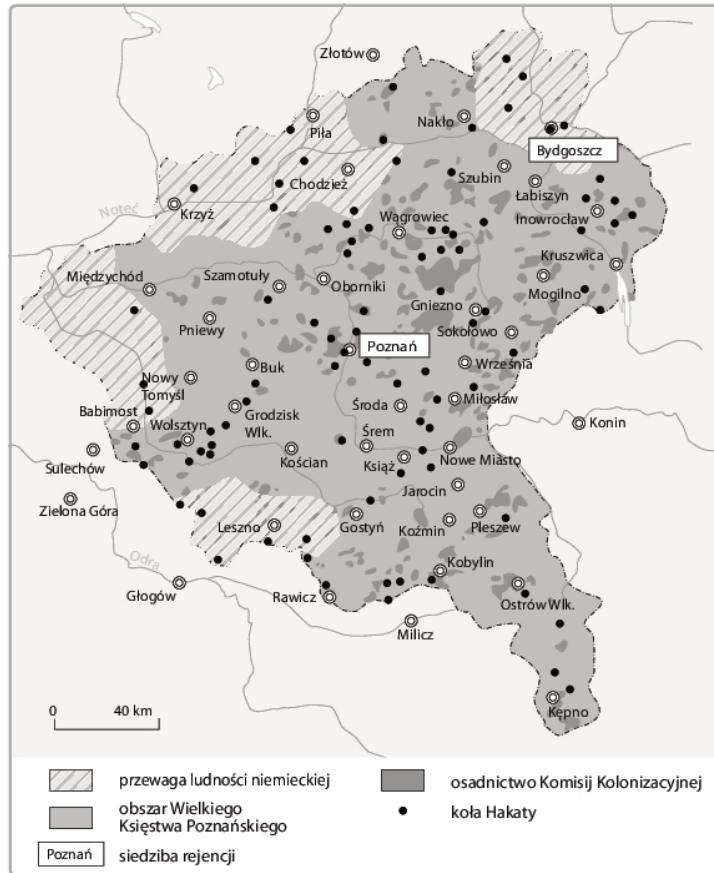 Złotów
Piła
Nakło
Bydgoszcz
Chodzież
Szubin
Łabiszyn
Krzyż
Noteć
Wągrowiec
Inowrocław
Kruszwica
Międzychód
Szamotuły
Oborniki
Mogilno
Gniezno
Pniewy
Sokołowo
Poznań
Buk
Września
Nowy
Tomyśl
Miłosław
Babimost
Grodzisk
Wlk.
Środa
Konin
Wolsztyn
Śrem
Sulechów
Kościan
Książ
Nowe Miasto
Jarocin
Zielona Góra
Leszno
Gostyń
Koźmin
Pleszew
Odra
Kobylin
Głogów
Rawicz
Ostrów Wlk.
Milicz
Kępno
0 40 km
przewaga ludności niemieckiej
obszar Wielkiego
Księstwa Poznańskiego
Poznań siedziba rejencji
osadnictwo Komisij Kolonizacyjnej
koła Hakaty